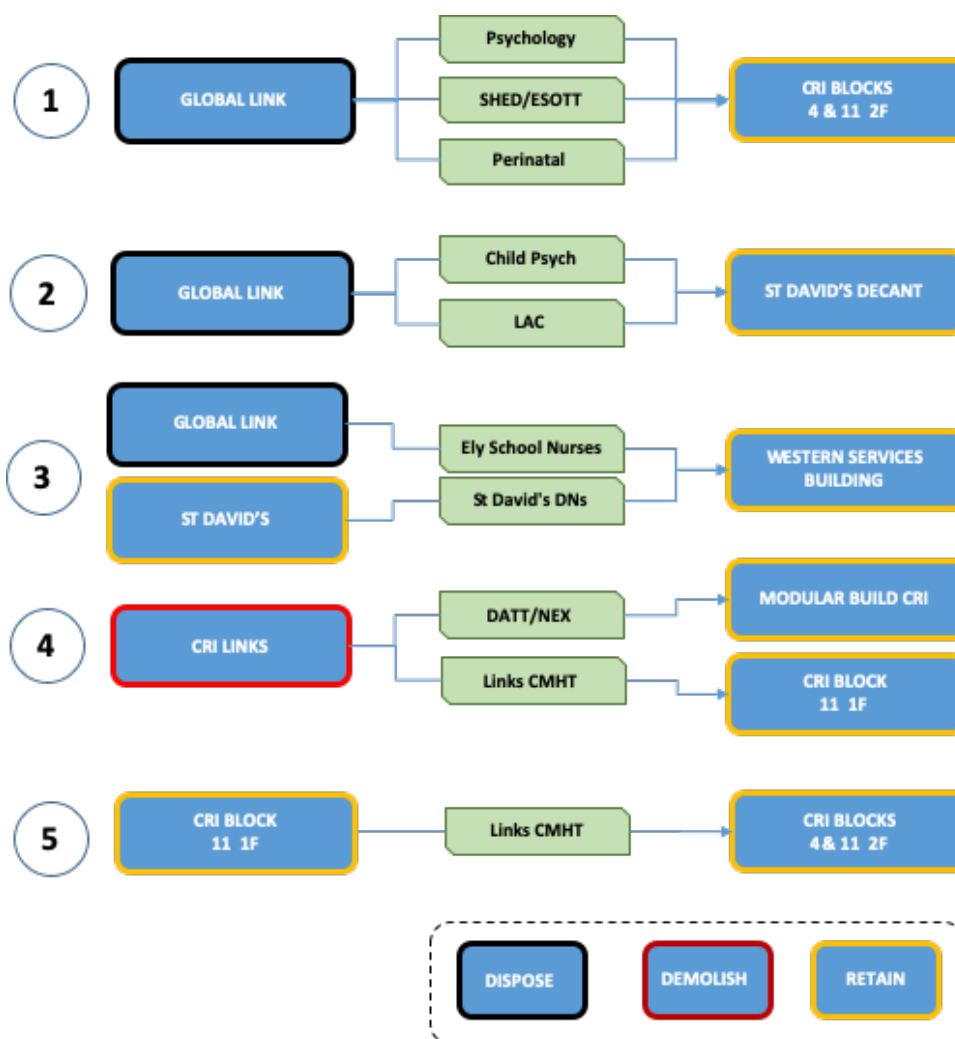 1
GLOBAL LINK
Psychology
SHED/ESOTT
Perinatal
CRI BLOCKS
4 & 11 2F
2
GLOBAL LINK
Child Psych
LAC
ST DAVID'S DECANT
3
GLOBAL LINK
ST DAVID'S
Ely School Nurses
St David's DNs
WESTERN SERVICES
BUILDING
4
CRI LINKS
DATT/NEX
Links CMHT
MODULAR BUILD CRI
CRI BLOCK
11 1F
5
CRI BLOCK
11 1F
Links CMHT
CRI BLOCKS
4 & 11 2F
DISPOSE
DEMOLISH
RETAIN